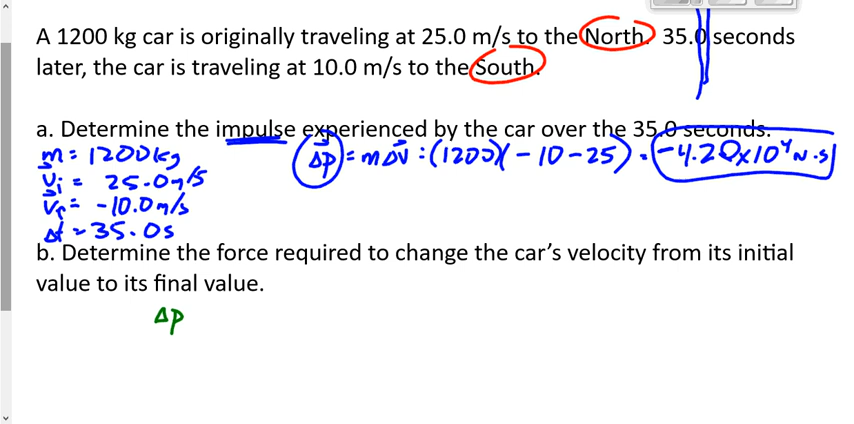 A 1200 kg car is originally traveling at 25.0 m/s to the North. 35.0 seconds
later, the car is traveling at 10.0 m/s to the South.
a. Determine the impulse experienced by the car over the 35.0 seconds.
m = 1200kg
Δp = mΔv = (1200)(-10-25) = -4.20x10⁴ N·s
vi = 25.0m/s
vf = -10.0m/s
Δt = 35.0s
b. Determine the force required to change the car's velocity from its initial
value to its final value.
Δp